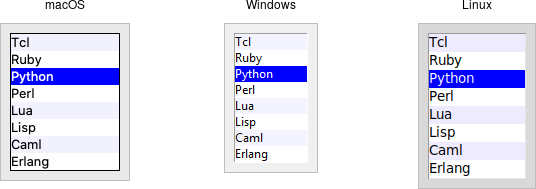 macOS
Tcl
Ruby
Python
Perl
Lua
Lisp
Caml
Erlang
Windows
Tcl
Ruby
Python
Perl
Lua
Lisp
Caml
Erlang
Linux
Tcl
Ruby
Python
Perl
Lua
Lisp
Caml
Erlang